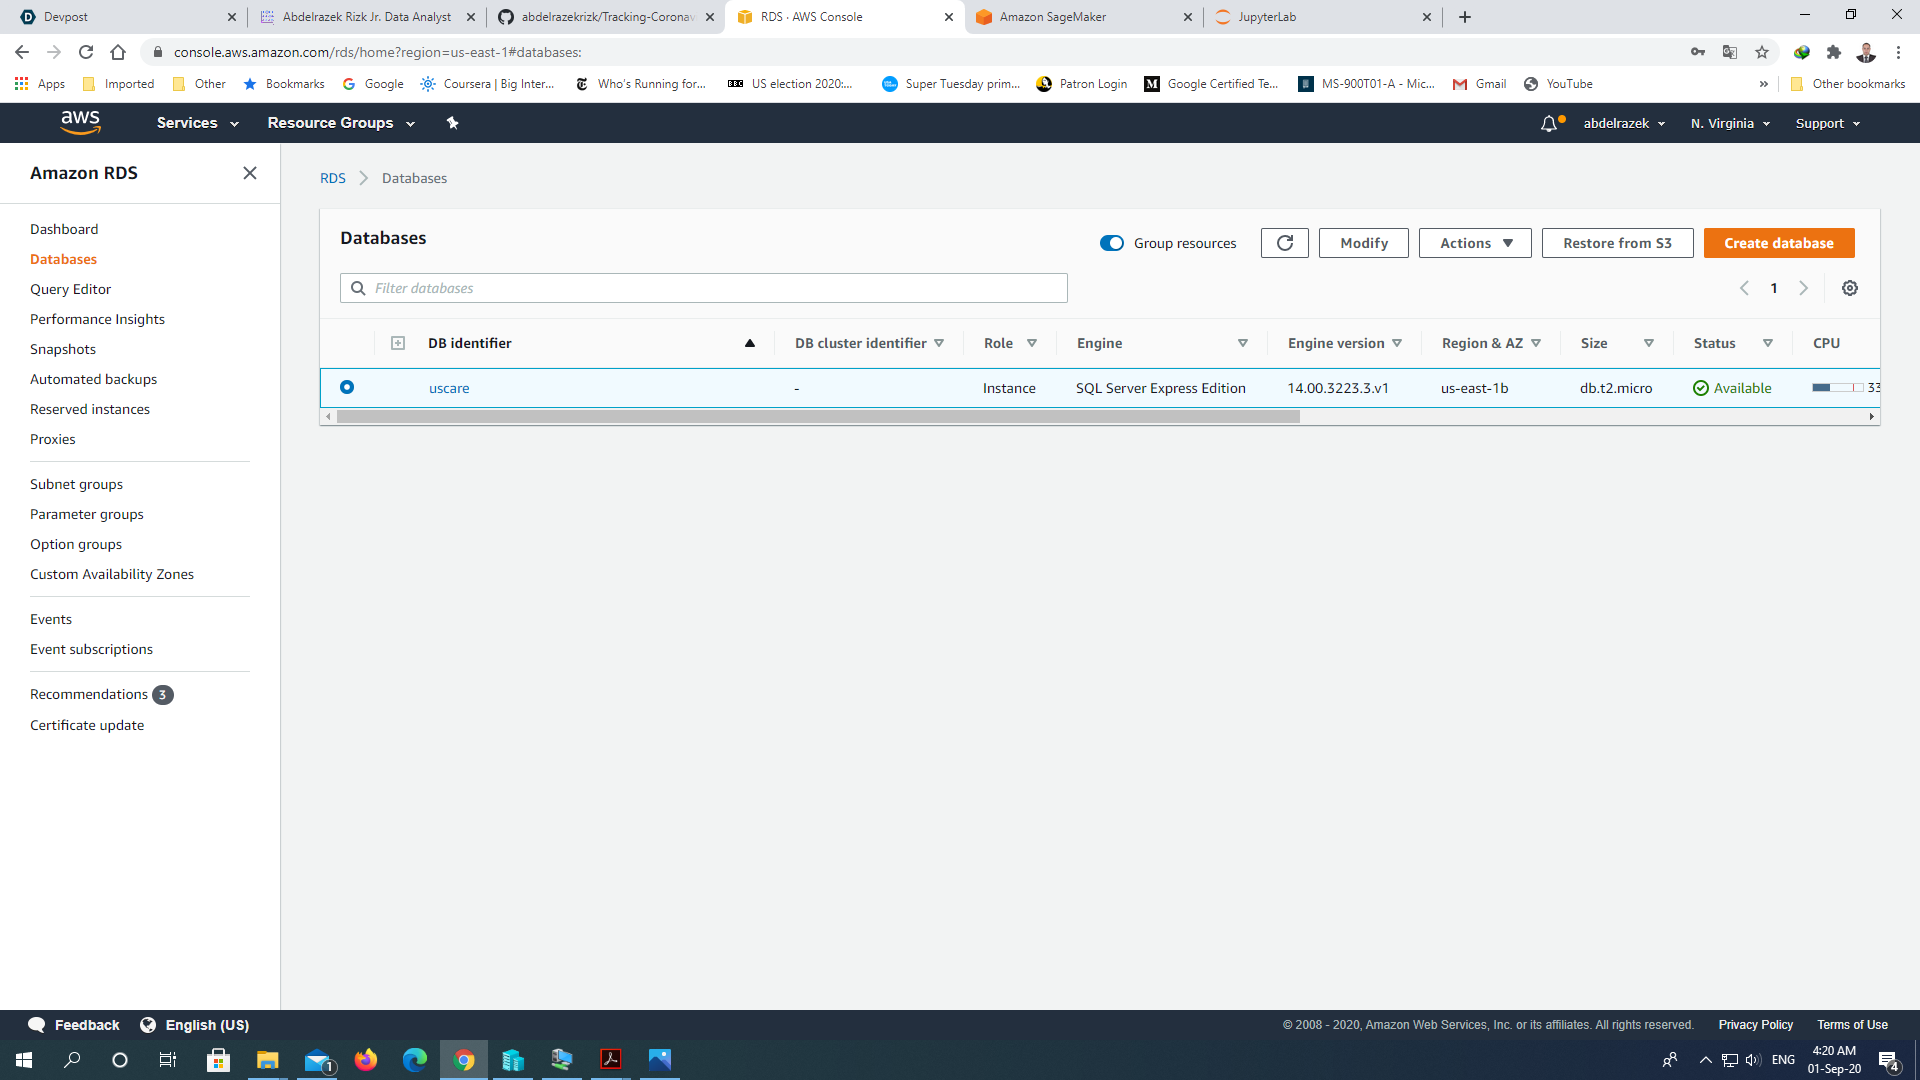 Devpost
Abdelrazek Rizk Jr. Data Analyst
abdelrazekrizk/Tracking-Coronav
RDS · AWS Console
Amazon SageMaker
JupyterLab
console.aws.amazon.com/rds/home?region=us-east-1#databases:
Apps
Imported
Other
Bookmarks
Google
Coursera | Big Inter...
Who's Running for...
BBC
US election 2020:...
Super Tuesday prim...
Patron Login
Google Certified Te...
MS-900T01-A - Mic...
Gmail
YouTube
»
Other bookmarks
aws
Services
Resource Groups
abdelrazek
N. Virginia
Support
Amazon RDS
Dashboard
Databases
Query Editor
Performance Insights
Snapshots
Automated backups
Reserved instances
Proxies
Subnet groups
Parameter groups
Option groups
Custom Availability Zones
Events
Event subscriptions
Recommendations 3
Certificate update
RDS
Databases
Databases
Group resources
Modify
Actions
Restore from S3
Create database
Filter databases
1
DB identifier
DB cluster identifier
Role
Engine
Engine version
Region & AZ
Size
Status
CPU
uscare
-
Instance
SQL Server Express Edition
14.00.3223.3.v1
us-east-1b
db.t2.micro
Available
33
Feedback
English (US)
© 2008 - 2020, Amazon Web Services, Inc. or its affiliates. All rights reserved.
Privacy Policy
Terms of Use
1
ENG
4:20 AM
01-Sep-20
4